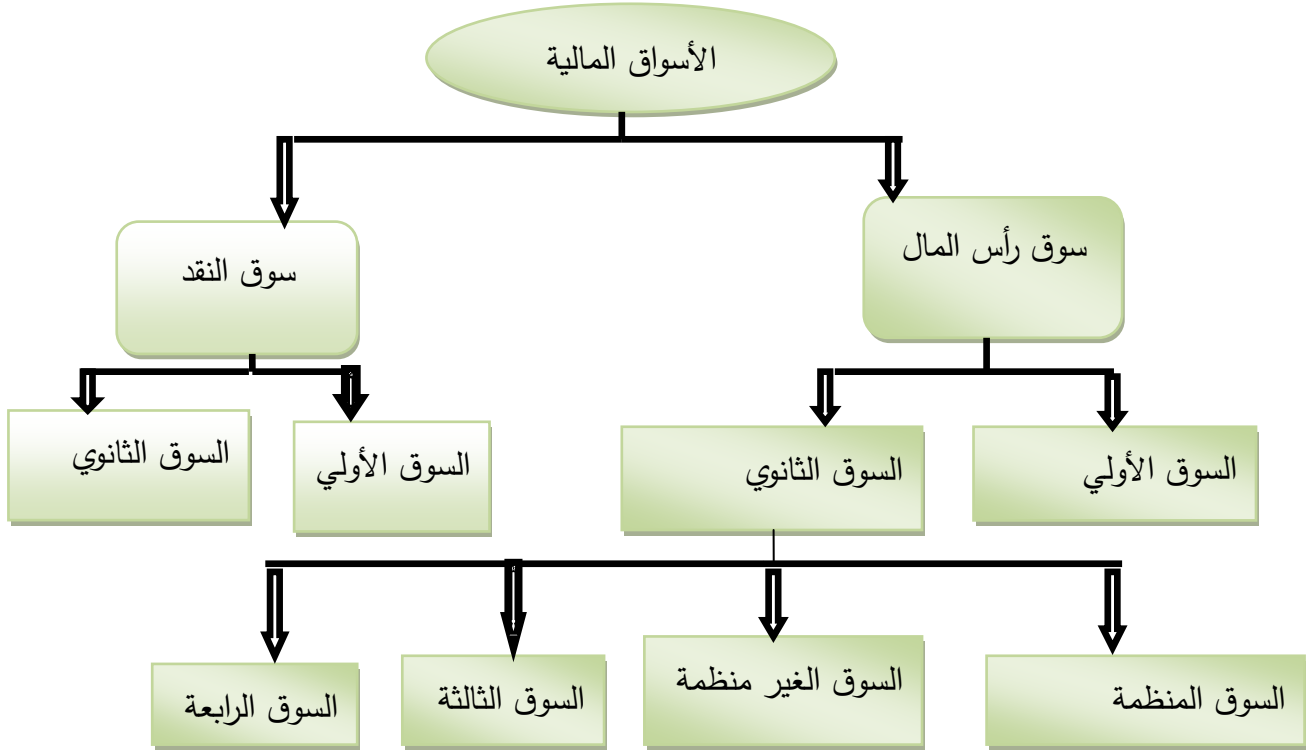 الأسواق المالية
سوق رأس المال
سوق النقد
السوق الأولي
السوق الثانوي
السوق الأولي
السوق الثانوي
السوق المنظمة
السوق الغير منظمة
السوق الثالثة
السوق الرابعة